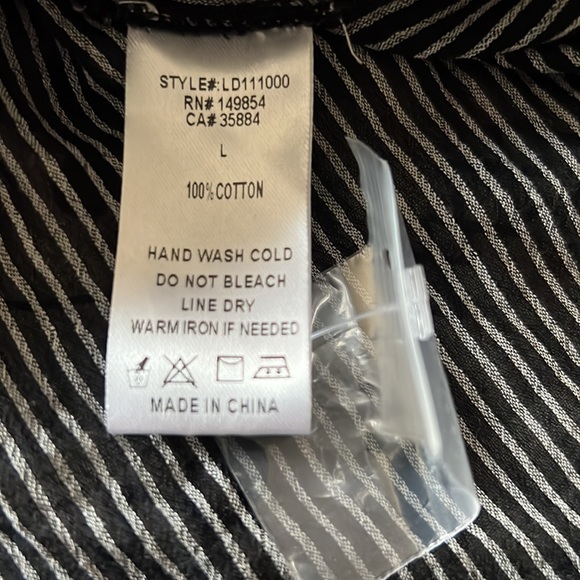 STYLE#:LD111000
RN# 149854
CA# 35884
L
100% COTTON
HAND WASH COLD
DO NOT BLEACH
LINE DRY
WARM IRON IF NEEDED
MADE IN CHINA